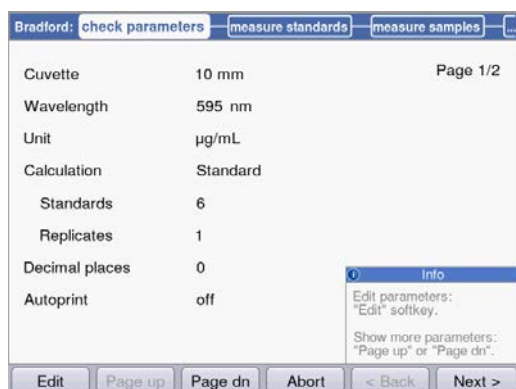 Bradford: check parameters measure standards measure samples ...
Page 1/2
Cuvette 10 mm
Wavelength 595 nm
Unit µg/mL
Calculation Standard
Standards 6
Replicates 1
Decimal places 0
Autoprint off
Info
Edit parameters:
"Edit" softkey.
Show more parameters:
"Page up" or "Page dn".
Edit Page up Page dn Abort < Back Next >